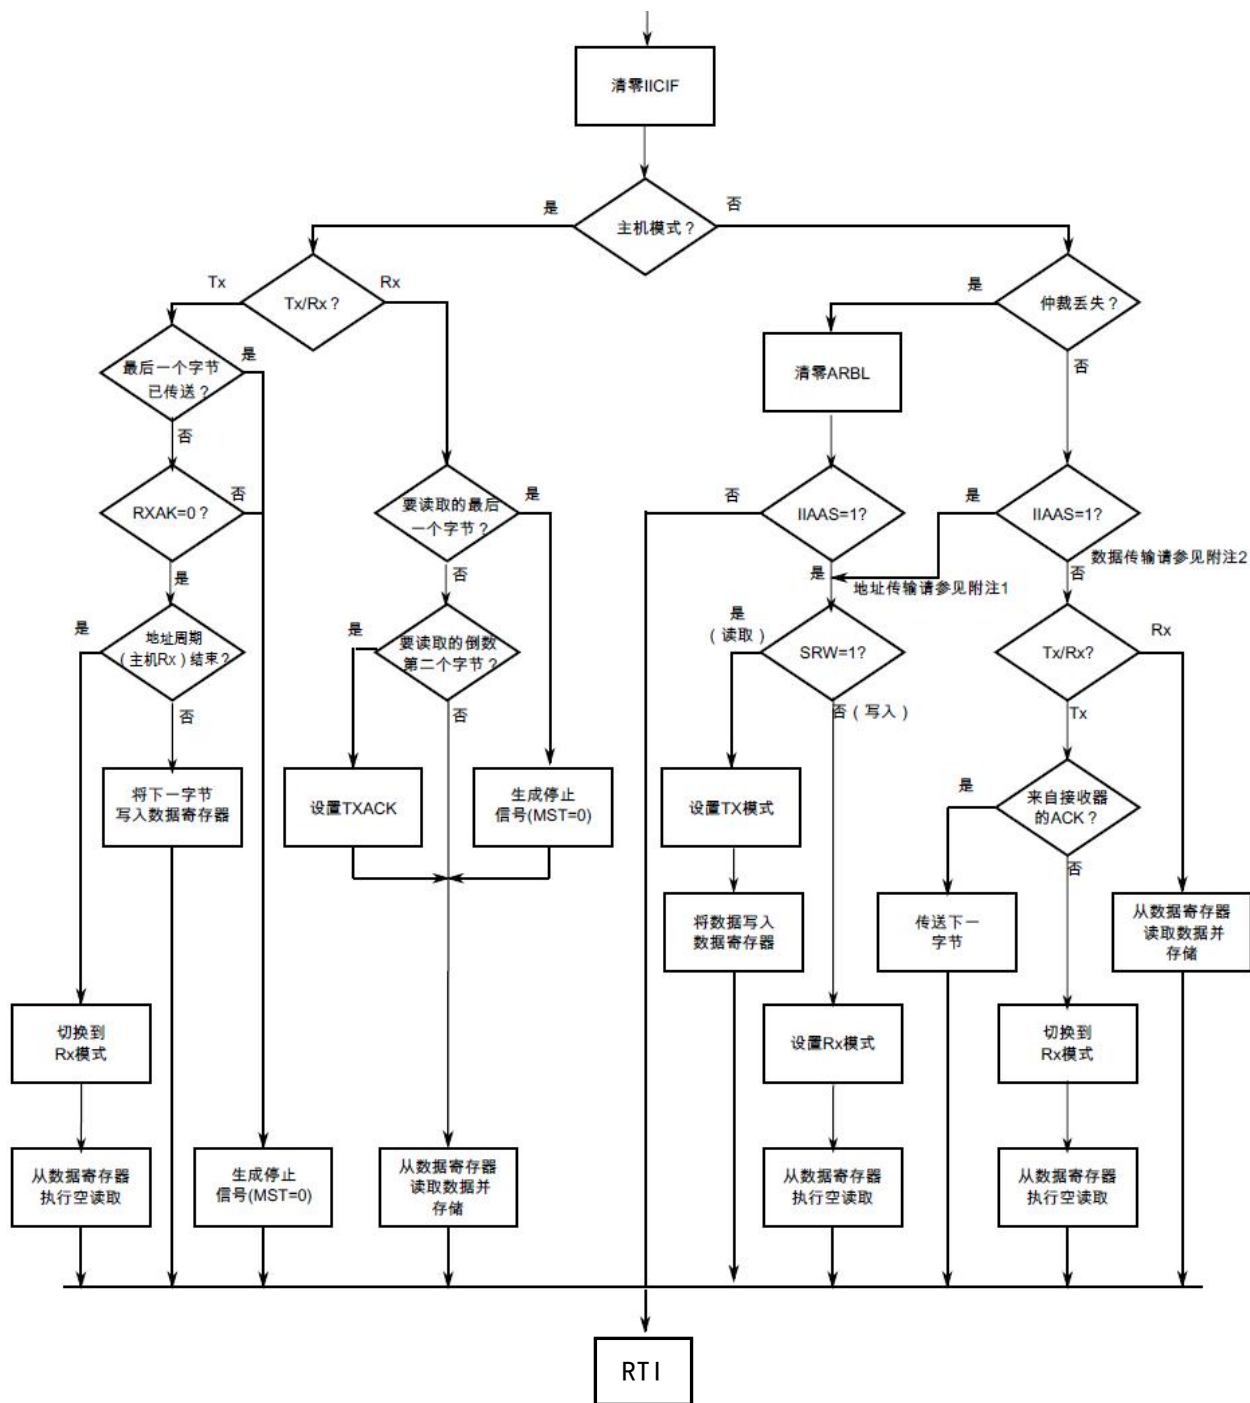 清零IICIF
是
否
主机模式？
Tx
Rx
Tx/Rx？
是
仲裁丢失？
最后一个字节
已传送？
是
清零ARBL
否
否
RXAK=0？
否
要读取的最后
一个字节？
是
否
IIAAS=1?
是
IIAAS=1?
数据传输请参见附注2
是
否
是
地址传输请参见附注1
否
是
地址周期
（主机Rx）结束？
是
要读取的倒数
第二个字节？
是
（读取）
SRW=1?
Tx/Rx?
Rx
否
否
否（写入）
Tx
将下一字节
写入数据寄存器
设置TXACK
生成停止
信号(MST=0)
设置TX模式
是
来自接收器
的ACK？
否
将数据写入
数据寄存器
传送下一
字节
从数据寄存器
读取数据并
存储
切换到
Rx模式
设置Rx模式
切换到
Rx模式
从数据寄存器
执行空读取
生成停止
信号(MST=0)
从数据寄存器
读取数据并
存储
从数据寄存器
执行空读取
从数据寄存器
执行空读取
RTI